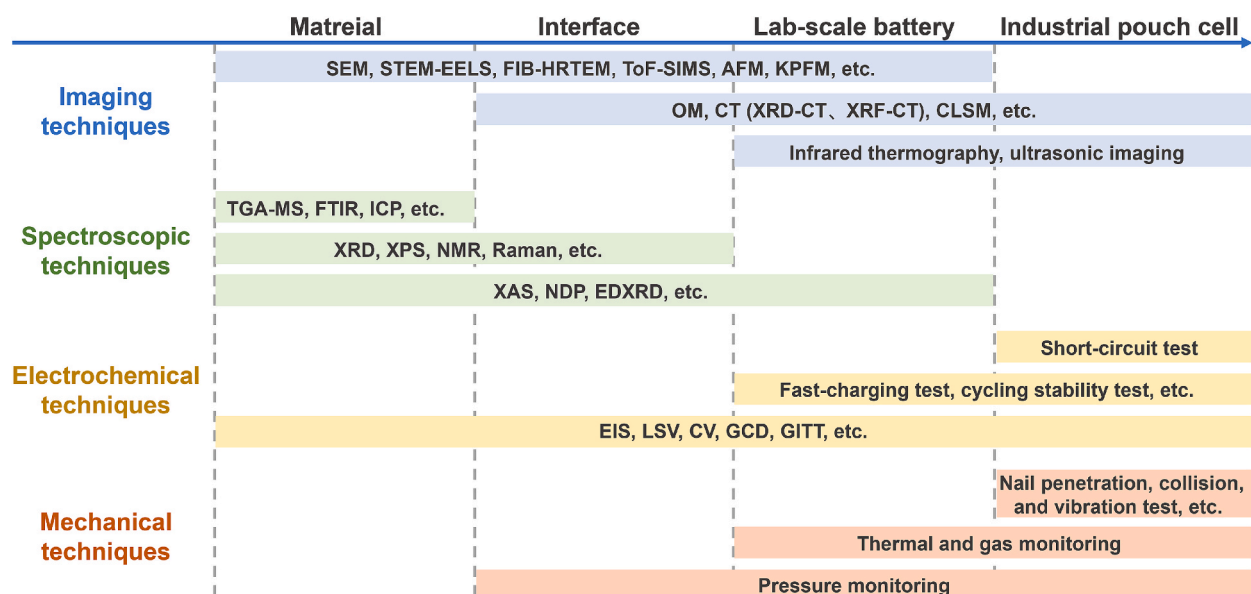 Matreial Interface Lab-scale battery Industrial pouch cell
Imaging
techniques
SEM, STEM-EELS, FIB-HRTEM, ToF-SIMS, AFM, KPFM, etc.
OM, CT (XRD-CT、XRF-CT), CLSM, etc.
Infrared thermography, ultrasonic imaging
Spectroscopic
techniques
TGA-MS, FTIR, ICP, etc.
XRD, XPS, NMR, Raman, etc.
XAS, NDP, EDXRD, etc.
Electrochemical
techniques
Short-circuit test
Fast-charging test, cycling stability test, etc.
EIS, LSV, CV, GCD, GITT, etc.
Mechanical
techniques
Nail penetration, collision,
and vibration test, etc.
Thermal and gas monitoring
Pressure monitoring